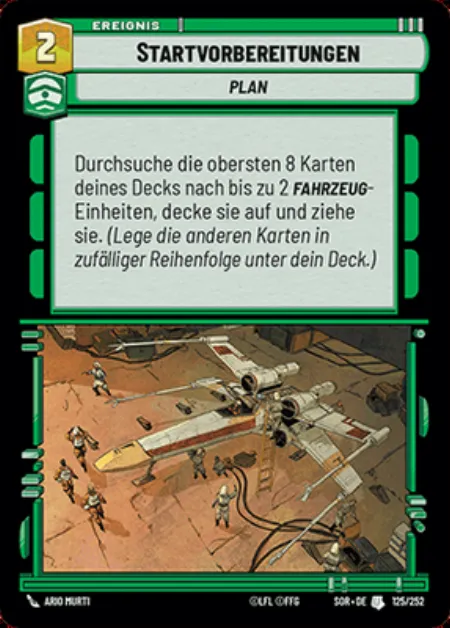 EREIGNIS
2
STARTVORBEREITUNGEN
PLAN
Durchsuche die obersten 8 Karten
deines Decks nach bis zu 2 FAHRZEUG-
Einheiten, decke sie auf und ziehe
sie. (Lege die anderen Karten in
zufälliger Reihenfolge unter dein Deck.)
ARIO MURTI ©LFL ©FFG SOR•DE U 125/252